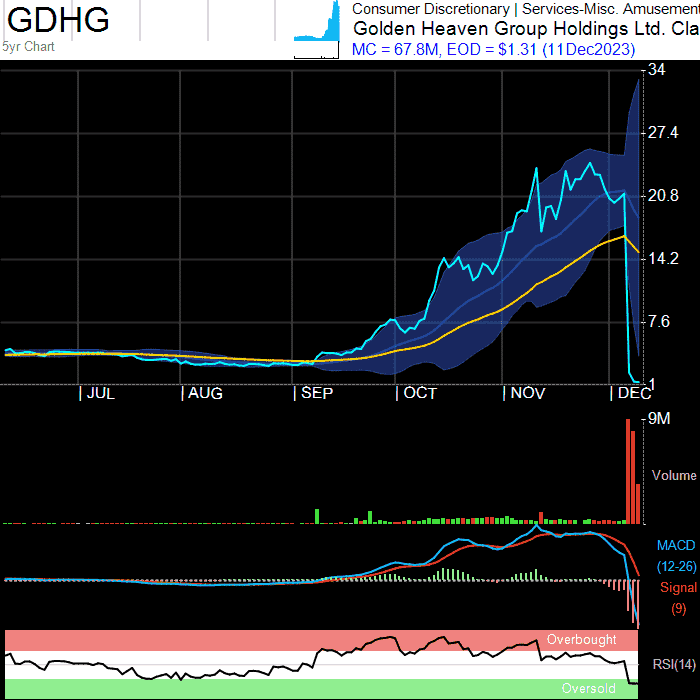 GDHG
5yr Chart
Consumer Discretionary | Services-Misc. Amusement
Golden Heaven Group Holdings Ltd. Cla
MC = 67.8M, EOD = $1.31 (11Dec2023)
34
27.4
20.8
14.2
7.6
1
JUL AUG SEP OCT NOV DEC
9M
Volume
MACD
(12-26)
Signal
(9)
Overbought
RSI(14)
Oversold